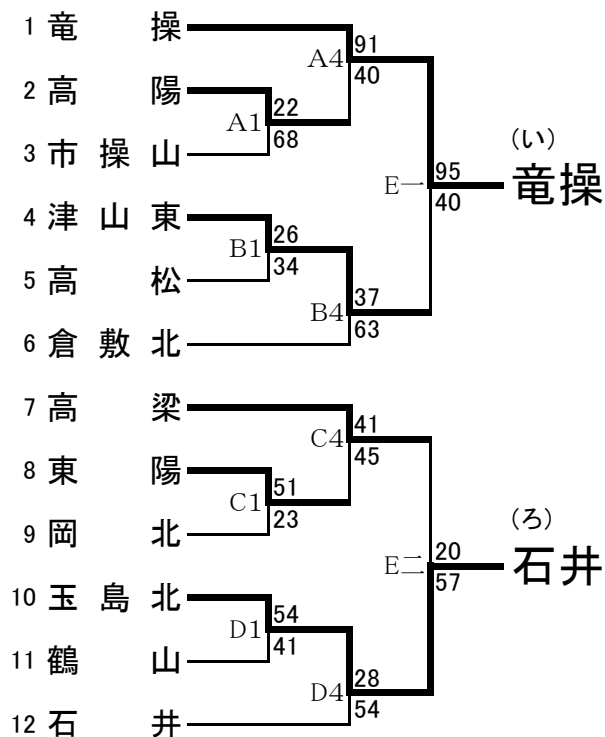 1 竜操
91
A4
40
2 高陽
22
A1
68
3 市操山
(い)
95
E一 竜操
40
4 津山東
26
B1
34
5 高松
37
B4
63
6 倉敷北
7 高梁
41
C4
45
8 東陽
51
C1
23
9 岡北
(ろ)
20
E二 石井
57
10 玉島北
54
D1
41
11 鶴山
28
D4
54
12 石井